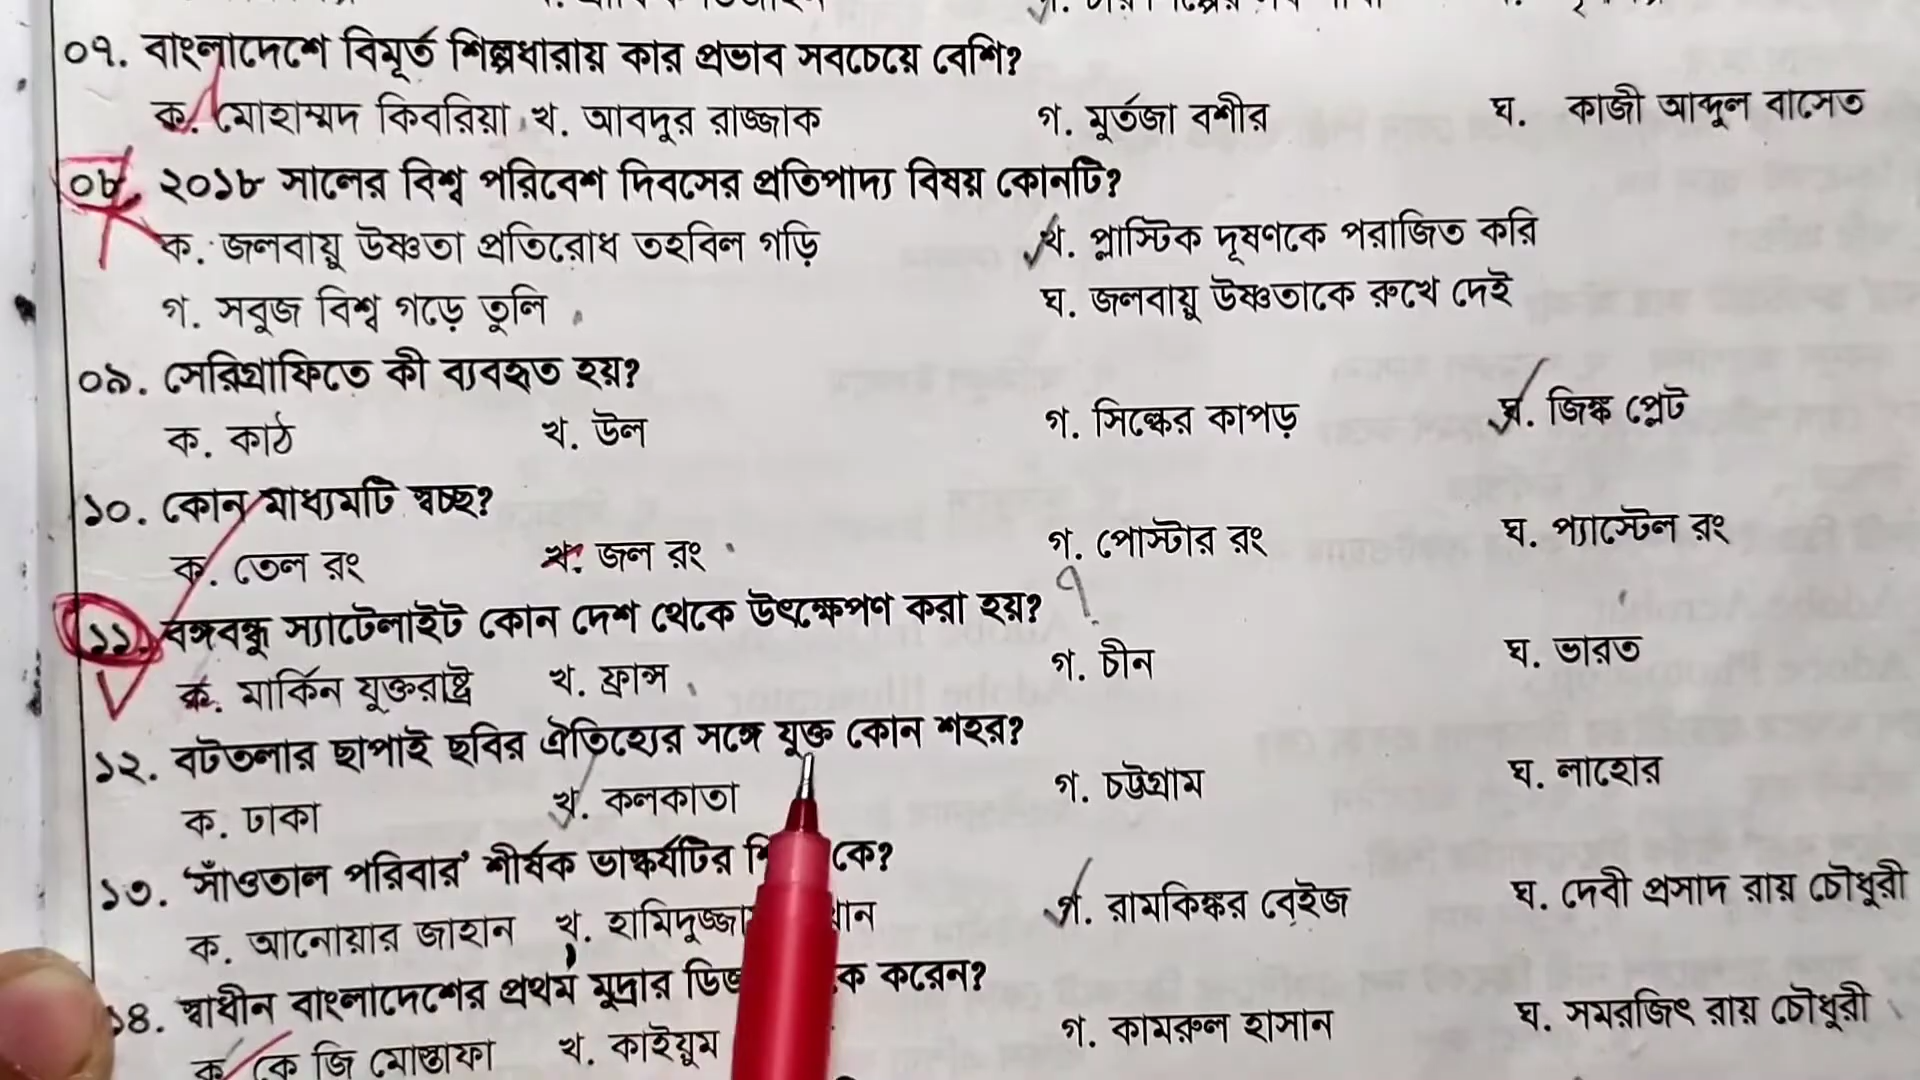 ০৭. বাংলাদেশে বিমূর্ত শিল্পধারায় কার প্রভাব সবচেয়ে বেশি?
ক. মোহাম্মদ কিবরিয়া খ. আবদুর রাজ্জাক গ. মুর্তজা বশীর ঘ. কাজী আব্দুল বাসেত
০৮. ২০১৮ সালের বিশ্ব পরিবেশ দিবসের প্রতিপাদ্য বিষয় কোনটি?
ক. জলবায়ু উষ্ণতা প্রতিরোধ তহবিল গড়ি খ. প্লাস্টিক দূষণকে পরাজিত করি
গ. সবুজ বিশ্ব গড়ে তুলি ঘ. জলবায়ু উষ্ণতাকে রুখে দেই
০৯. সেরিগ্রাফিতে কী ব্যবহৃত হয়?
ক. কাঠ খ. উল গ. সিল্কের কাপড় ঘ. জিঙ্ক প্লেট
১০. কোন মাধ্যমটি স্বচ্ছ?
ক. তেল রং খ. জল রং গ. পোস্টার রং ঘ. প্যাস্টেল রং
১১. বঙ্গবন্ধু স্যাটেলাইট কোন দেশ থেকে উৎক্ষেপণ করা হয়? ?
ক. মার্কিন যুক্তরাষ্ট্র খ. ফ্রান্স গ. চীন ঘ. ভারত
১২. বটতলার ছাপাই ছবির ঐতিহ্যের সঙ্গে যুক্ত কোন শহর?
ক. ঢাকা খ. কলকাতা গ. চট্টগ্রাম ঘ. লাহোর
১৩. 'সাঁওতাল পরিবার' শীর্ষক ভাস্কর্যটির কে?
ক. আনোয়ার জাহান খ. গ. রামকিঙ্কর বেইজ ঘ. দেবী প্রসাদ রায় চৌধুরী
১৪. স্বাধীন বাংলাদেশের প্রথম মুদ্রার করেন?
ক. কে জি মোস্তাফা খ. কাইয়ুম গ. কামরুল হাসান ঘ. সমরজিৎ রায় চৌধুরী